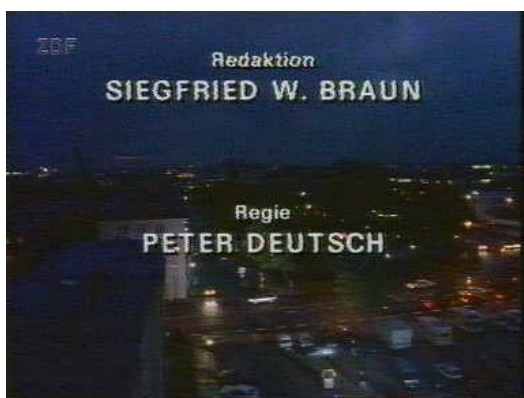 ZDF
Redaktion
SIEGFRIED W. BRAUN
Regie
PETER DEUTSCH